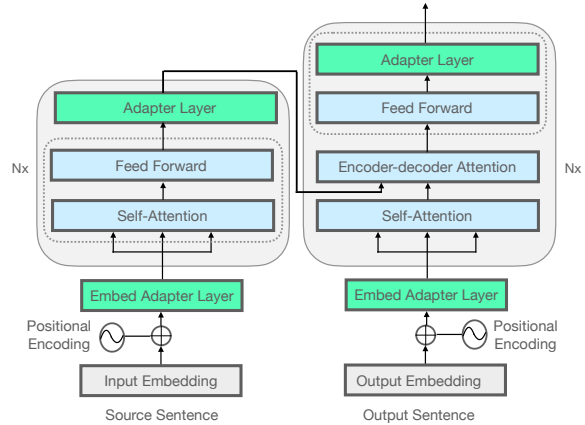 Adapter Layer
Feed Forward
Self-Attention
Nx
Embed Adapter Layer
Positional
Encoding
Input Embedding
Source Sentence
Adapter Layer
Feed Forward
Encoder-decoder Attention
Self-Attention
Nx
Embed Adapter Layer
Positional
Encoding
Output Embedding
Output Sentence